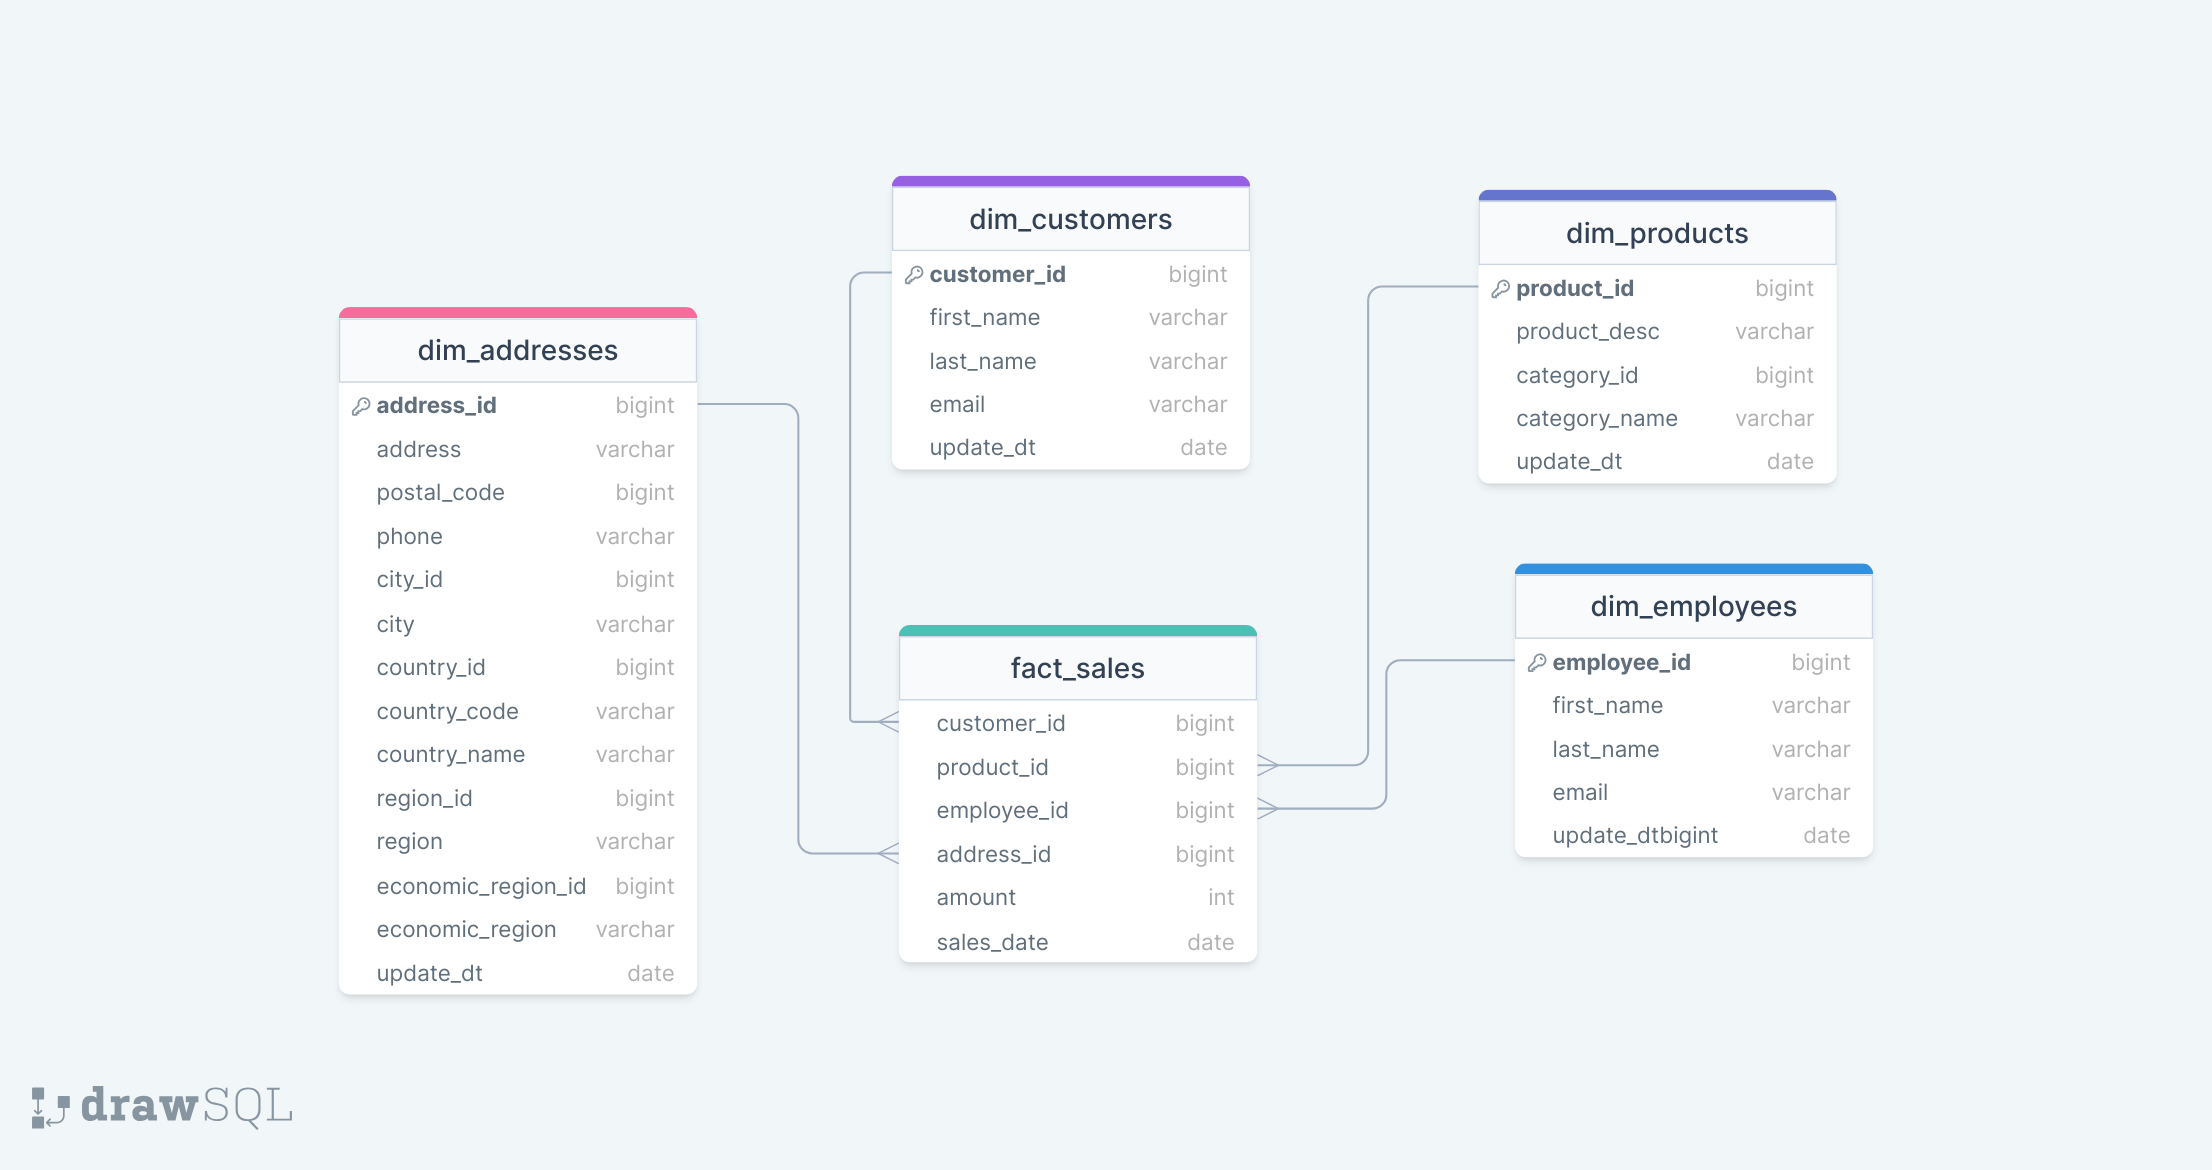 dim_addresses
address_id bigint
address varchar
postal_code bigint
phone varchar
city_id bigint
city varchar
country_id bigint
country_code varchar
country_name varchar
region_id bigint
region varchar
economic_region_id bigint
economic_region varchar
update_dt date
dim_customers
customer_id bigint
first_name varchar
last_name varchar
email varchar
update_dt date
fact_sales
customer_id bigint
product_id bigint
employee_id bigint
address_id bigint
amount int
sales_date date
dim_products
product_id bigint
product_desc varchar
category_id bigint
category_name varchar
update_dt date
dim_employees
employee_id bigint
first_name varchar
last_name varchar
email varchar
update_dtbigint date
drawSQL